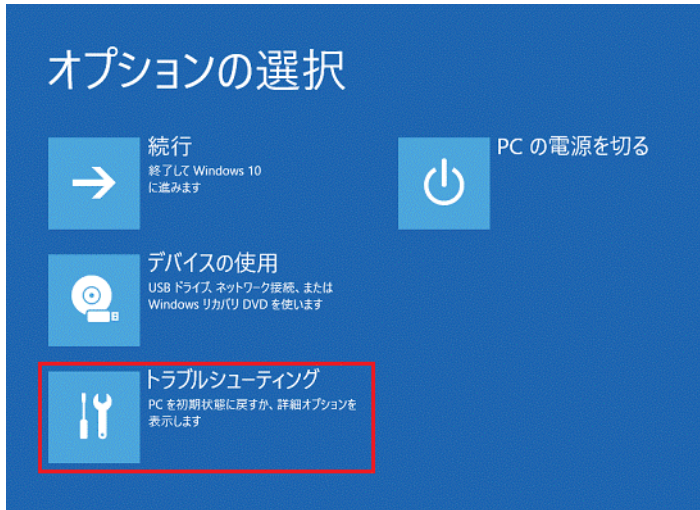 オプションの選択
続行
終了して Windows 10
に進みます
PC の電源を切る
デバイスの使用
USB ドライブ、ネットワーク接続、または
Windows リカバリ DVD を使います
トラブルシューティング
PC を初期状態に戻すか、詳細オプションを
表示します